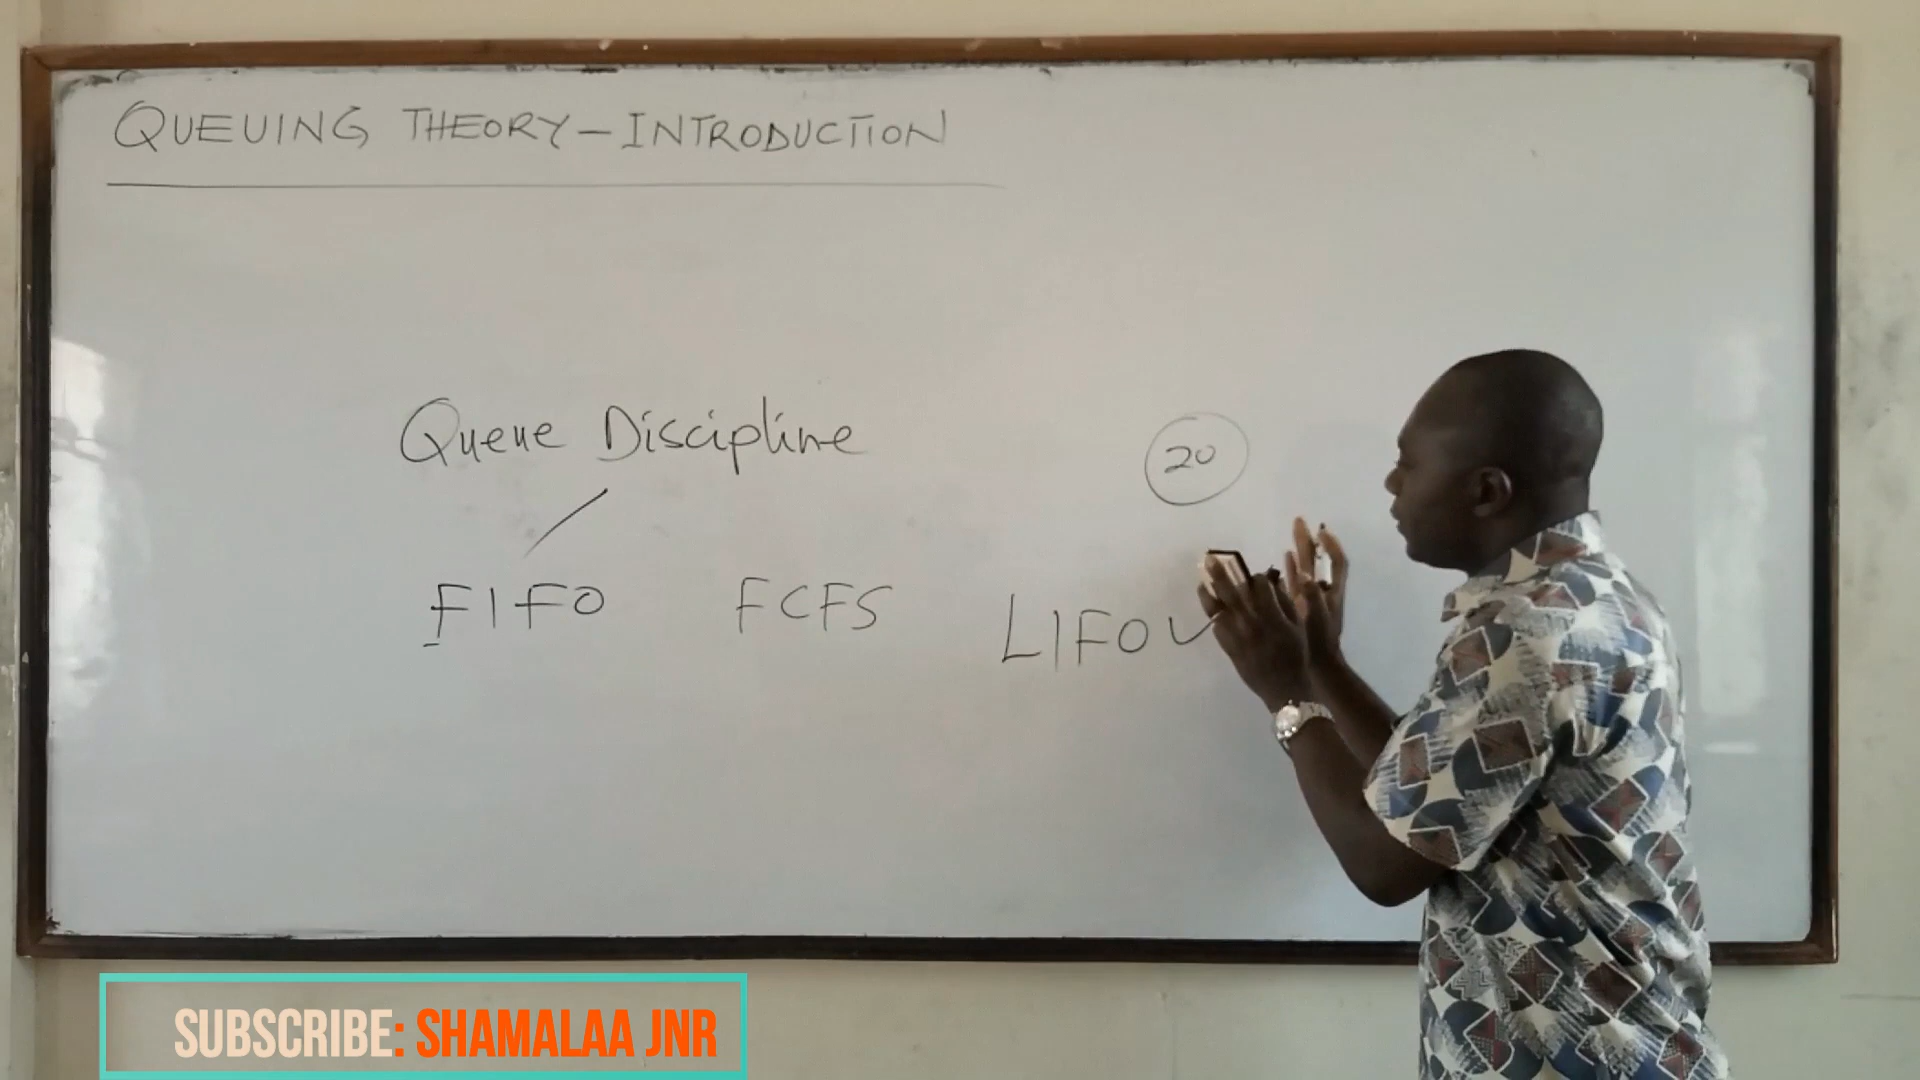 QUEUING THEORY – INTRODUCTION
Queue Discipline
20
FIFO FCFS LIFO
SUBSCRIBE: SHAMALAA JNR